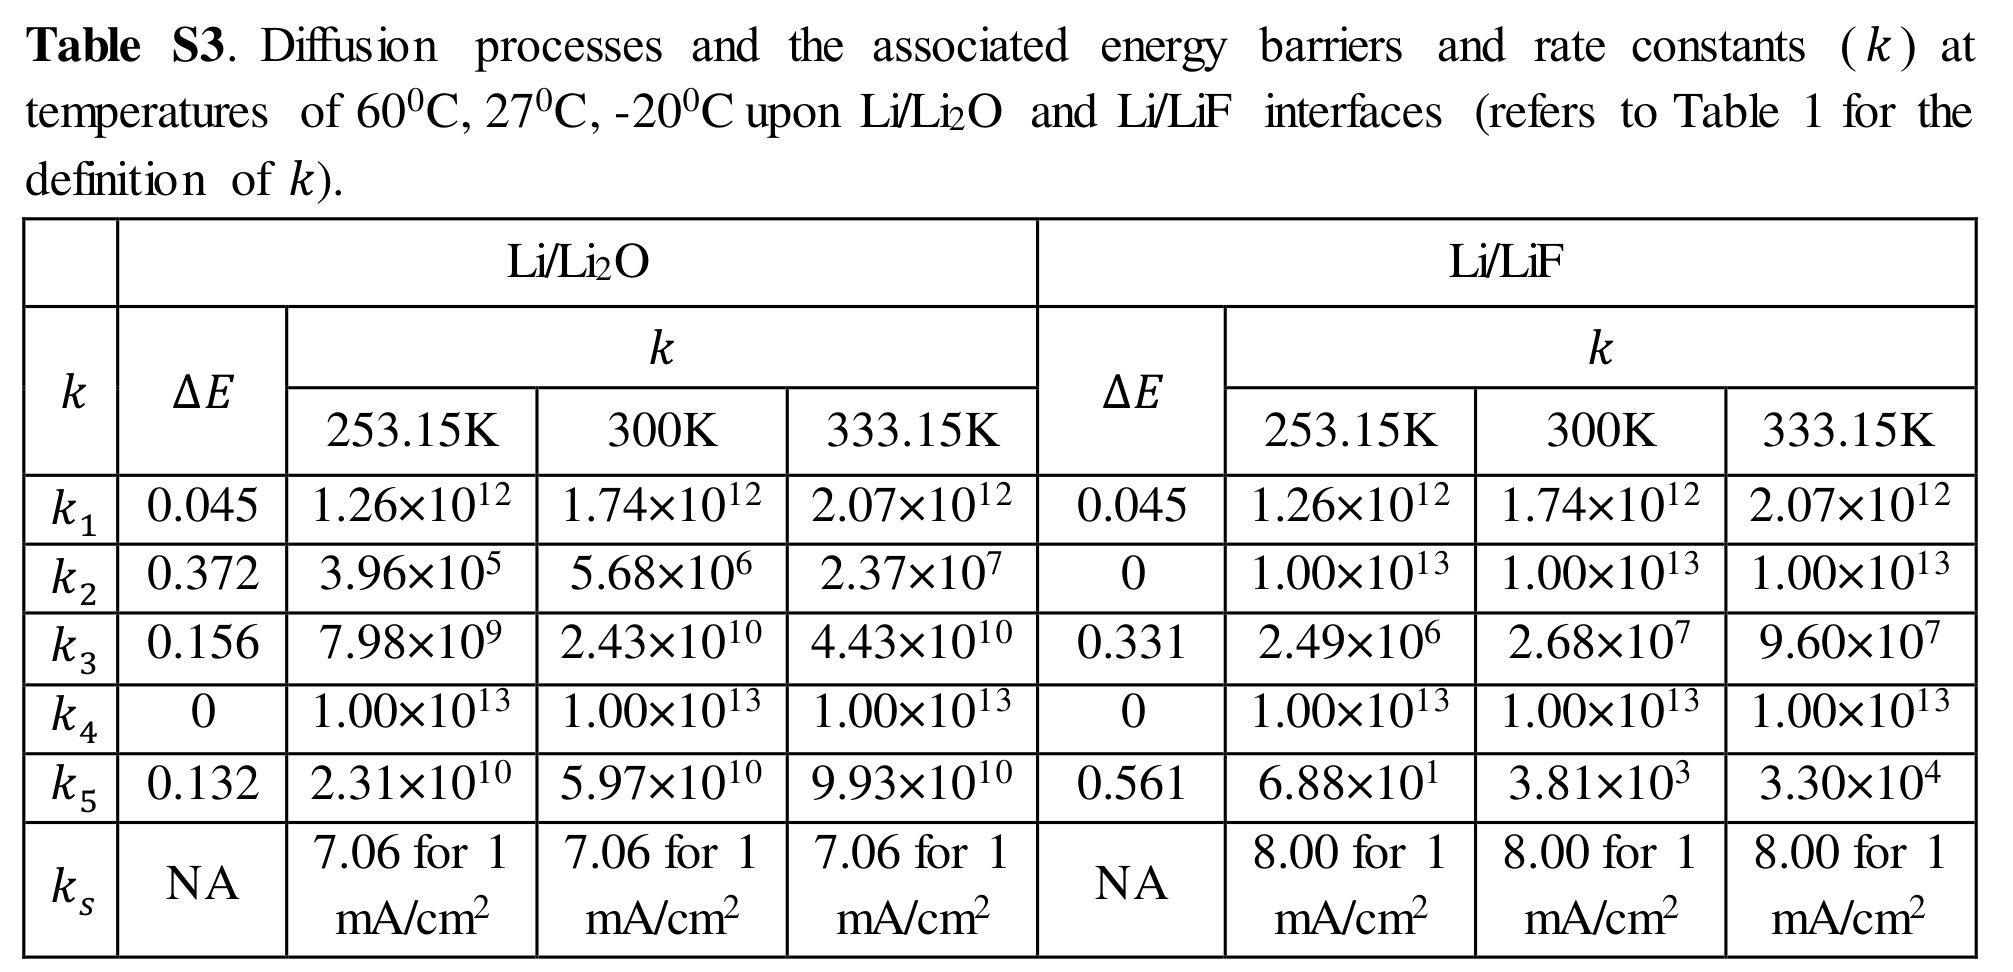 Table S3. Diffusion processes and the associated energy barriers and rate constants (k) at
temperatures of 60⁰C, 27⁰C, -20⁰C upon Li/Li₂O and Li/LiF interfaces (refers to Table 1 for the
definition of k).
Li/Li₂O Li/LiF
k ΔE k ΔE k
253.15K 300K 333.15K 253.15K 300K 333.15K
k₁ 0.045 1.26×10¹² 1.74×10¹² 2.07×10¹² 0.045 1.26×10¹² 1.74×10¹² 2.07×10¹²
k₂ 0.372 3.96×10⁵ 5.68×10⁶ 2.37×10⁷ 0 1.00×10¹³ 1.00×10¹³ 1.00×10¹³
k₃ 0.156 7.98×10⁹ 2.43×10¹⁰ 4.43×10¹⁰ 0.331 2.49×10⁶ 2.68×10⁷ 9.60×10⁷
k₄ 0 1.00×10¹³ 1.00×10¹³ 1.00×10¹³ 0 1.00×10¹³ 1.00×10¹³ 1.00×10¹³
k₅ 0.132 2.31×10¹⁰ 5.97×10¹⁰ 9.93×10¹⁰ 0.561 6.88×10¹ 3.81×10³ 3.30×10⁴
kₛ NA 7.06 for 1 7.06 for 1 7.06 for 1 NA 8.00 for 1 8.00 for 1 8.00 for 1
mA/cm² mA/cm² mA/cm² mA/cm² mA/cm² mA/cm²